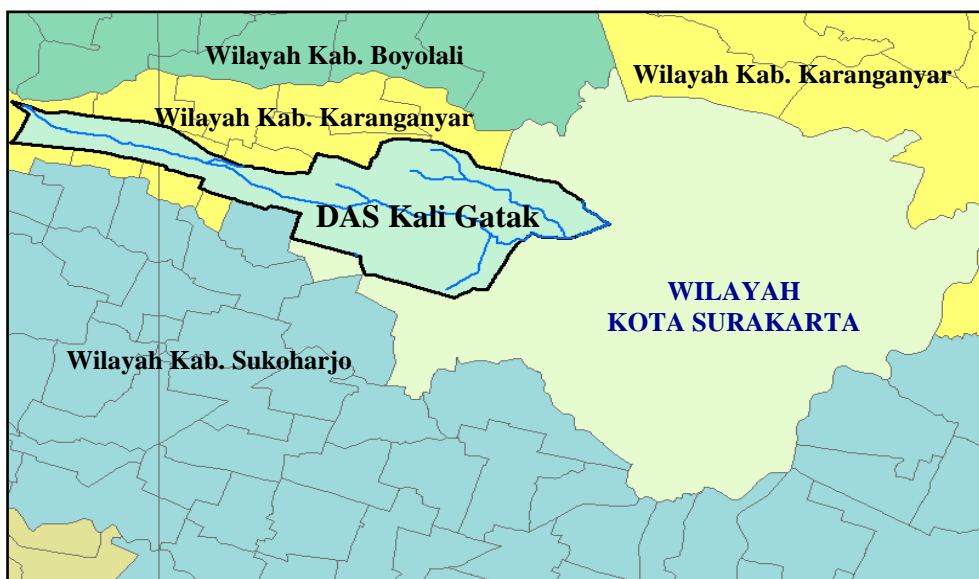 Wilayah Kab. Boyolali
Wilayah Kab. Karanganyar
Wilayah Kab. Karanganyar
DAS Kali Gatak
WILAYAH
KOTA SURAKARTA
Wilayah Kab. Sukoharjo